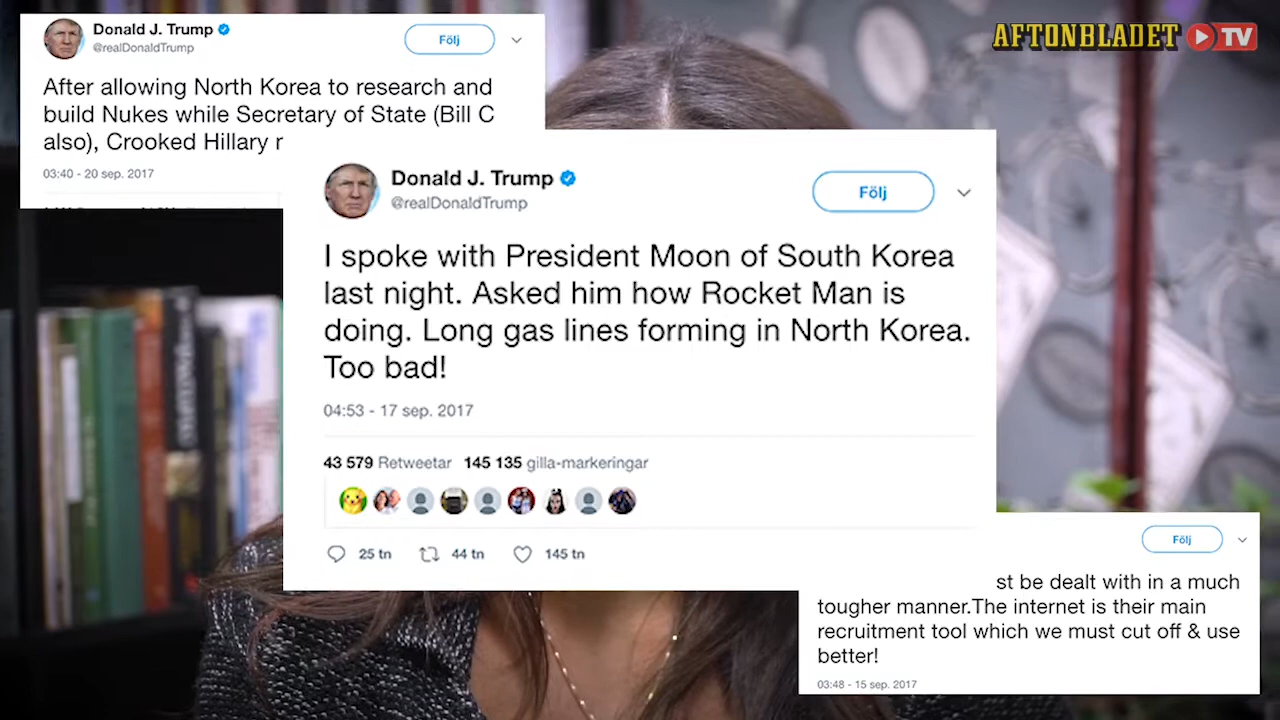 Donald J. Trump
@realDonaldTrump
Följ
After allowing North Korea to research and
build Nukes while Secretary of State (Bill C
also), Crooked Hillary
03:40 - 20 sep. 2017
AFTONBLADET TV
Donald J. Trump
@realDonaldTrump
Följ
I spoke with President Moon of South Korea
last night. Asked him how Rocket Man is
doing. Long gas lines forming in North Korea.
Too bad!
04:53 - 17 sep. 2017
43 579 Retweetar 145 135 gilla-markeringar
25 tn 44 tn 145 tn
Följ
st be dealt with in a much
tougher manner.The internet is their main
recruitment tool which we must cut off & use
better!
03:48 - 15 sep. 2017